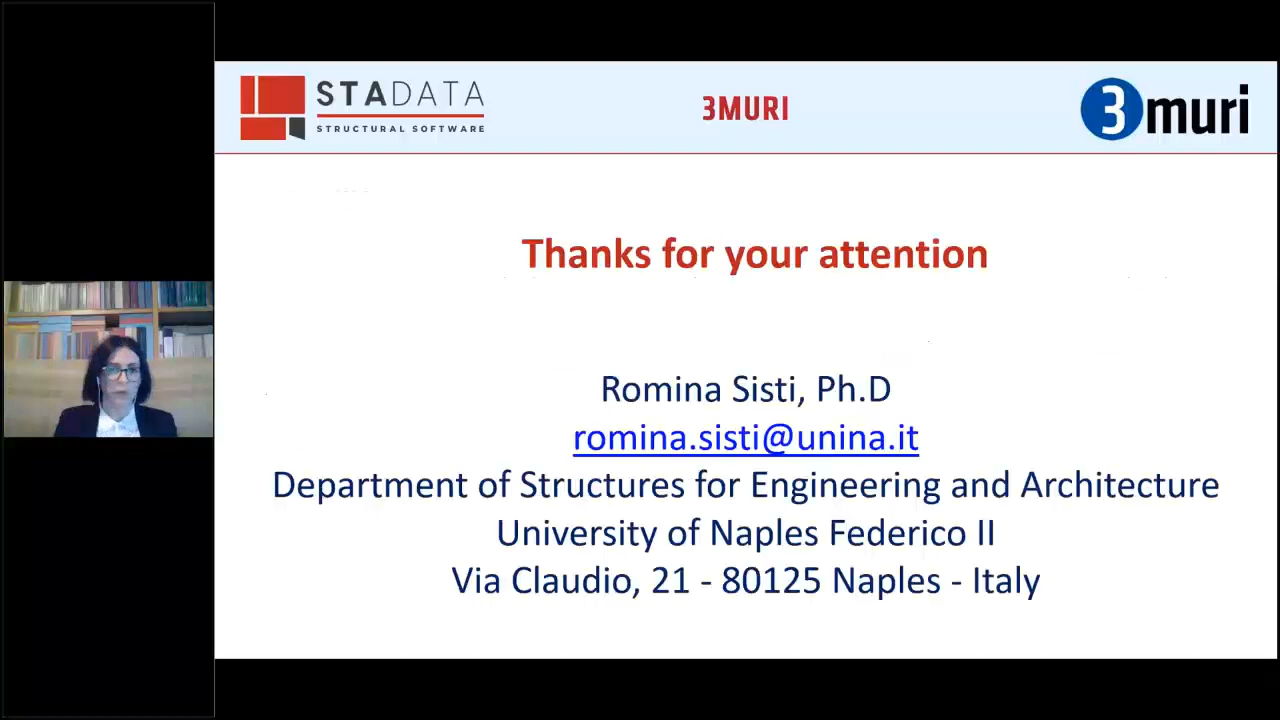 STADATA
STRUCTURAL SOFTWARE
3MURI
3muri
Thanks for your attention
Romina Sisti, Ph.D
romina.sisti@unina.it
Department of Structures for Engineering and Architecture
University of Naples Federico II
Via Claudio, 21 - 80125 Naples - Italy